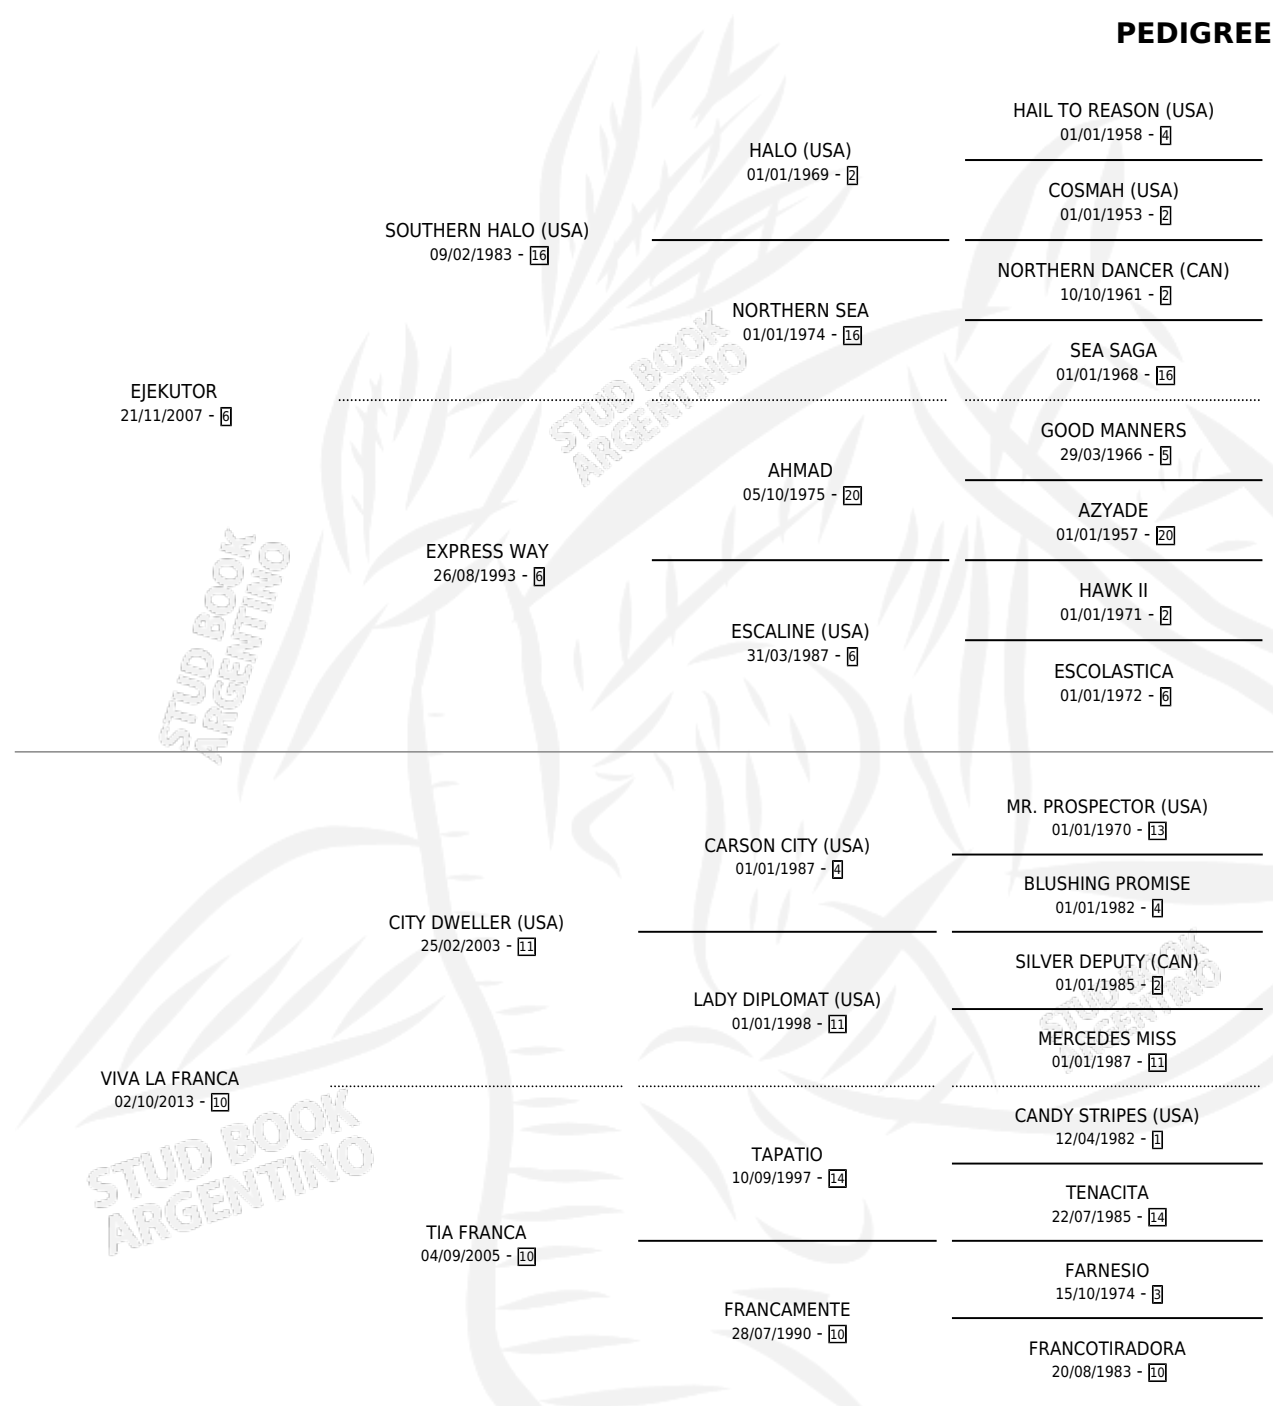 PEDIGREE
HAIL TO REASON (USA)
01/01/1958 - 4
HALO (USA)
01/01/1969 - 2
COSMAH (USA)
01/01/1953 - 2
SOUTHERN HALO (USA)
09/02/1983 - 16
NORTHERN DANCER (CAN)
10/10/1961 - 2
NORTHERN SEA
01/01/1974 - 16
SEA SAGA
01/01/1968 - 16
EJEKUTOR
21/11/2007 - 6
GOOD MANNERS
29/03/1966 - 5
AHMAD
05/10/1975 - 20
AZYADE
01/01/1957 - 20
EXPRESS WAY
26/08/1993 - 6
HAWK II
01/01/1971 - 2
ESCALINE (USA)
31/03/1987 - 6
ESCOLASTICA
01/01/1972 - 6
MR. PROSPECTOR (USA)
01/01/1970 - 13
CARSON CITY (USA)
01/01/1987 - 4
BLUSHING PROMISE
01/01/1982 - 4
CITY DWELLER (USA)
25/02/2003 - 11
SILVER DEPUTY (CAN)
01/01/1985 - 2
LADY DIPLOMAT (USA)
01/01/1998 - 11
MERCEDES MISS
01/01/1987 - 11
VIVA LA FRANCA
02/10/2013 - 10
CANDY STRIPES (USA)
12/04/1982 - 1
TAPATIO
10/09/1997 - 14
TENACITA
22/07/1985 - 14
TIA FRANCA
04/09/2005 - 10
FARNESIO
15/10/1974 - 3
FRANCAMENTE
28/07/1990 - 10
FRANCOTIRADORA
20/08/1983 - 10
STUD BOOK
ARGENTINO
STUD BOOK
ARGENTINO
STUD BOOK
ARGENTINO
STUD BOOK
ARGENTINO